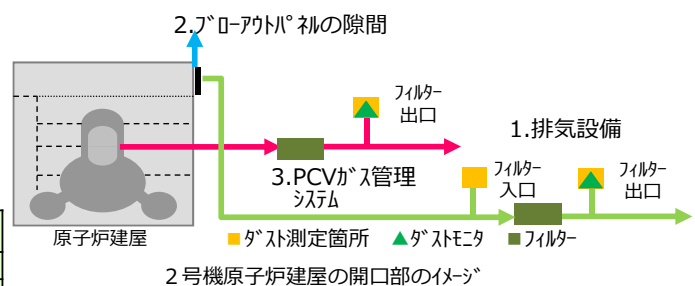 2.ﾌﾞﾛｰｱｳﾄﾊﾟﾈﾙの隙間
ﾌｨﾙﾀｰ
出口
1.排気設備
3.PCVｶﾞｽ管理
ｼｽﾃﾑ
ﾌｨﾙﾀｰ
入口
ﾌｨﾙﾀｰ
出口
原子炉建屋
■ﾀﾞｽﾄ測定箇所 ▲ﾀﾞｽﾄﾓﾆﾀ ■ﾌｨﾙﾀｰ
２号機原子炉建屋の開口部のｲﾒｰｼﾞ